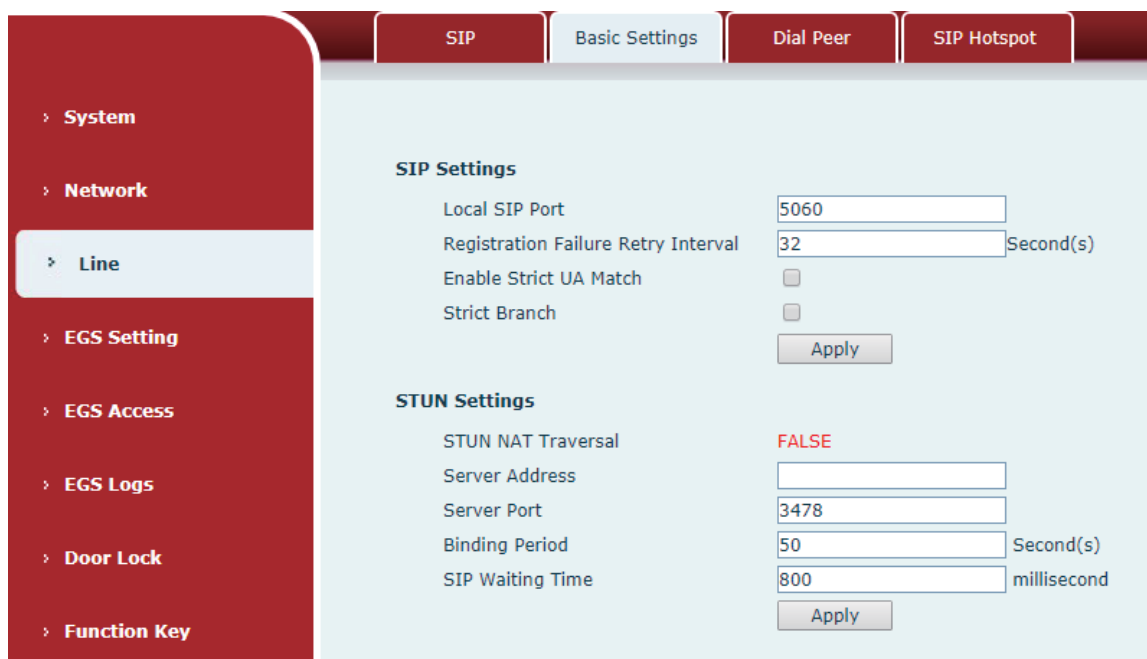 SIP
Basic Settings
Dial Peer
SIP Hotspot
System
Network
Line
EGS Setting
EGS Access
EGS Logs
Door Lock
Function Key
SIP Settings
Local SIP Port 5060
Registration Failure Retry Interval 32 Second(s)
Enable Strict UA Match
Strict Branch
Apply
STUN Settings
STUN NAT Traversal FALSE
Server Address
Server Port 3478
Binding Period 50 Second(s)
SIP Waiting Time 800 millisecond
Apply